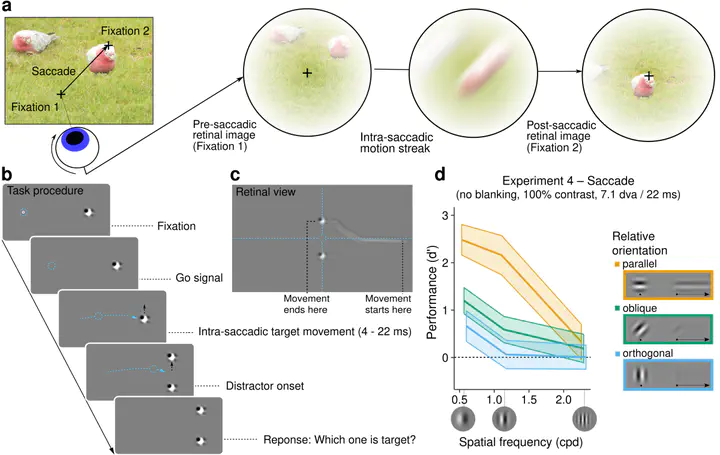 a
Fixation 2
Saccade
Fixation 1
Pre-saccadic
retinal image
(Fixation 1)
Intra-saccadic
motion streak
Post-saccadic
retinal image
(Fixation 2)
b
Task procedure
Fixation
Go signal
Intra-saccadic target movement (4 - 22 ms)
Distractor onset
Reponse: Which one is target?
c
Retinal view
Movement
ends here
Movement
starts here
d
Experiment 4 – Saccade
(no blanking, 100% contrast, 7.1 dva / 22 ms)
Performance (d')
3
2
1
0
0.5 1.0 1.5 2.0
Spatial frequency (cpd)
Relative
orientation
parallel
oblique
orthogonal